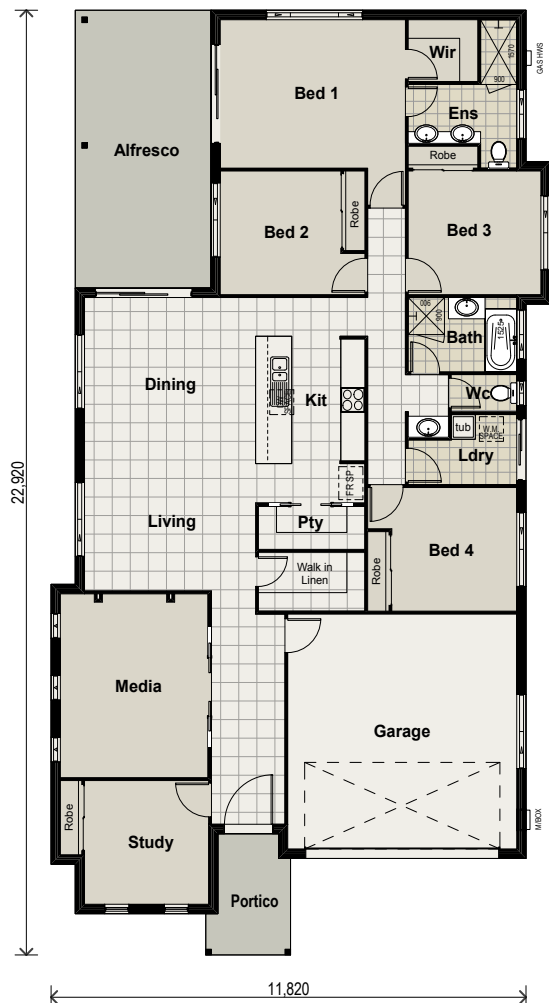 Wir
1570
900
GAS HWS
Bed 1
Ens
Alfresco
Robe
Bed 2
Robe
Bed 3
900
900
Bath
1525
Dining
Kit
Wc
22,920
tub
W.M.
SPACE
Ldry
FR SP
Living
Pty
Bed 4
Walk in
Linen
Robe
Media
Garage
Robe
Study
M/BOX
Portico
11,820